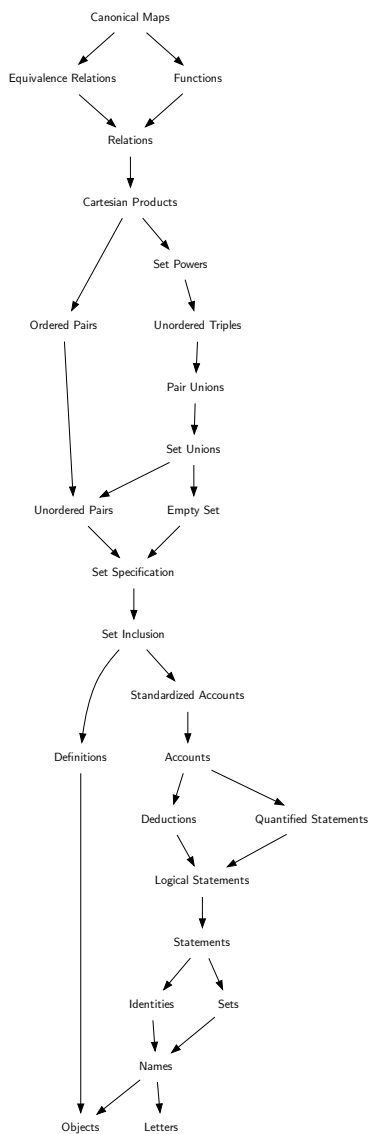 Canonical Maps
Equivalence Relations
Functions
Relations
Cartesian Products
Set Powers
Ordered Pairs
Unordered Triples
Pair Unions
Set Unions
Unordered Pairs
Empty Set
Set Specification
Set Inclusion
Standardized Accounts
Definitions
Accounts
Deductions
Quantified Statements
Logical Statements
Statements
Identities
Sets
Names
Objects
Letters